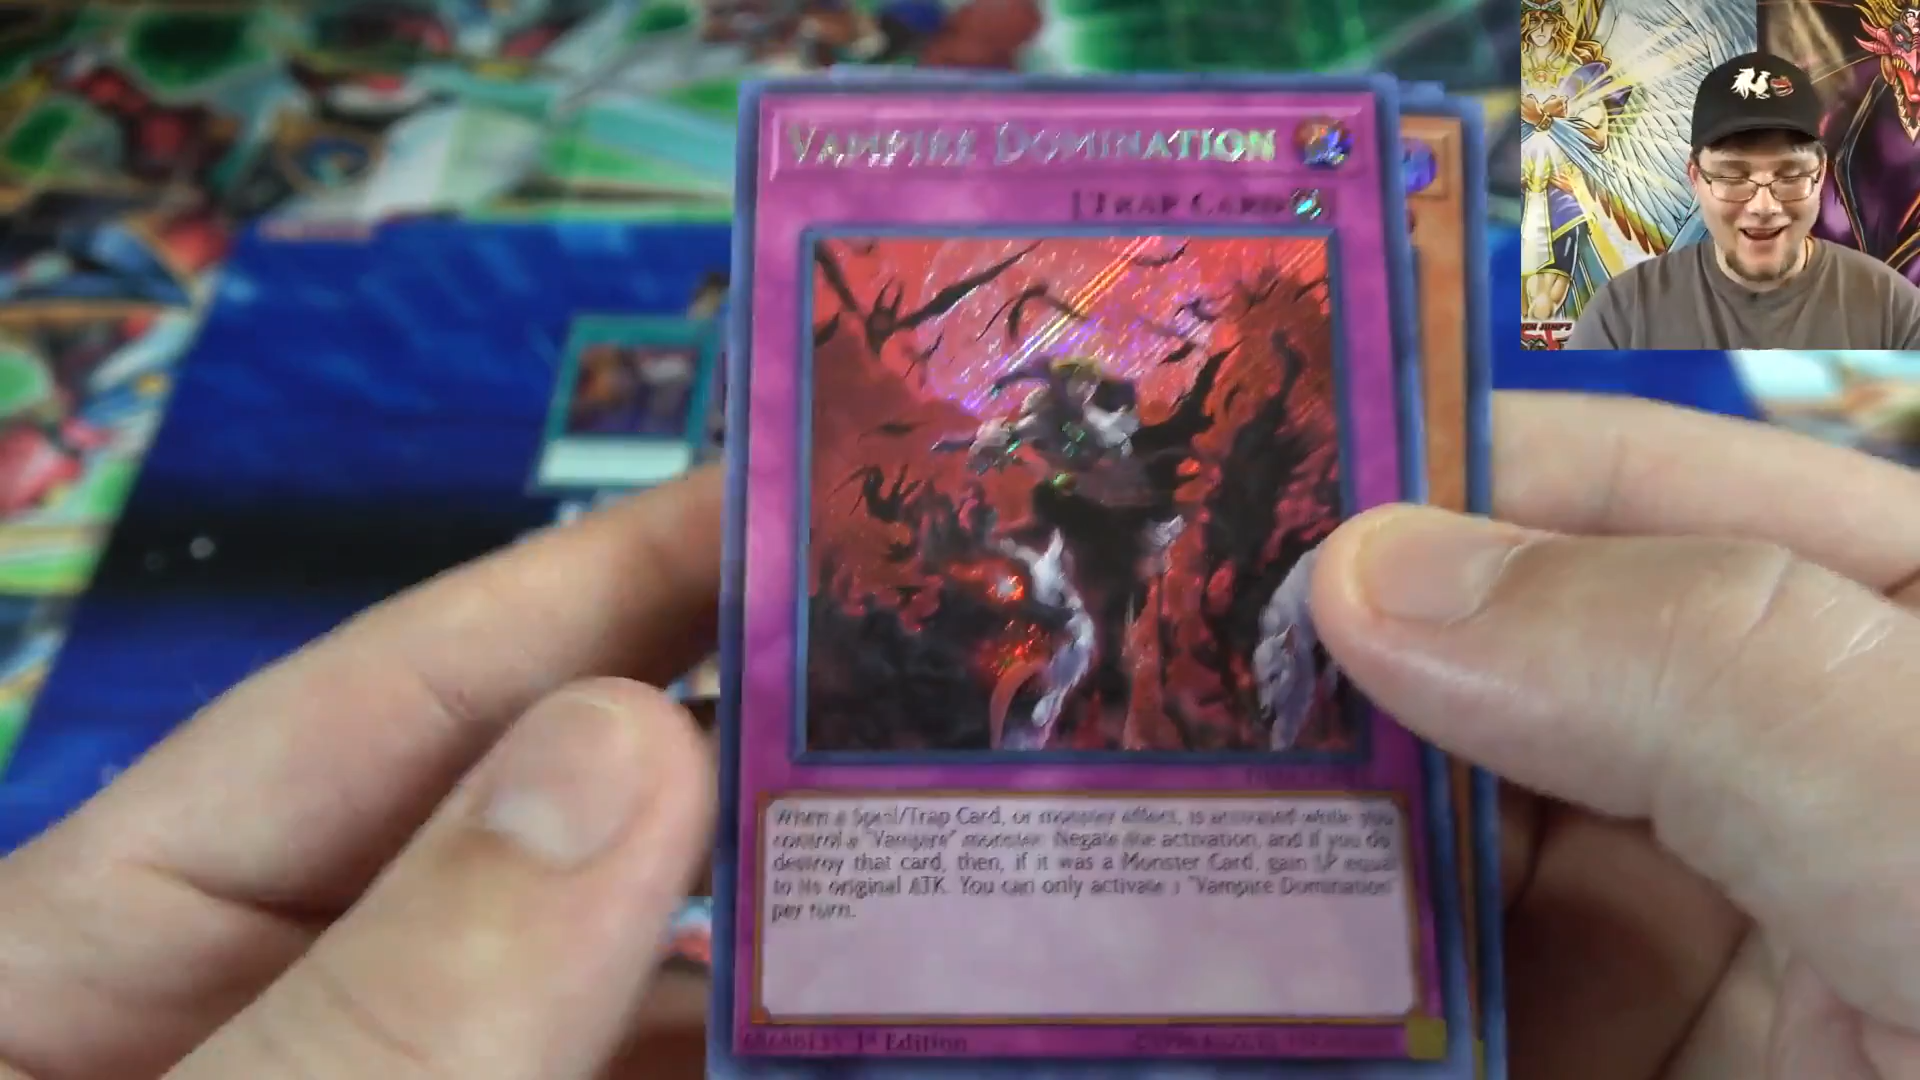 VAMPIRE DOMINATION
[TRAP CARD
When a Spell/Trap Card, or monster effect, is activated while you
control a "Vampire" monster: Negate the activation, and if you do
destroy that card, then, if it was a Monster Card, gain LP equal
to its original ATK. You can only activate 1 "Vampire Domination"
per turn.
1st Edition